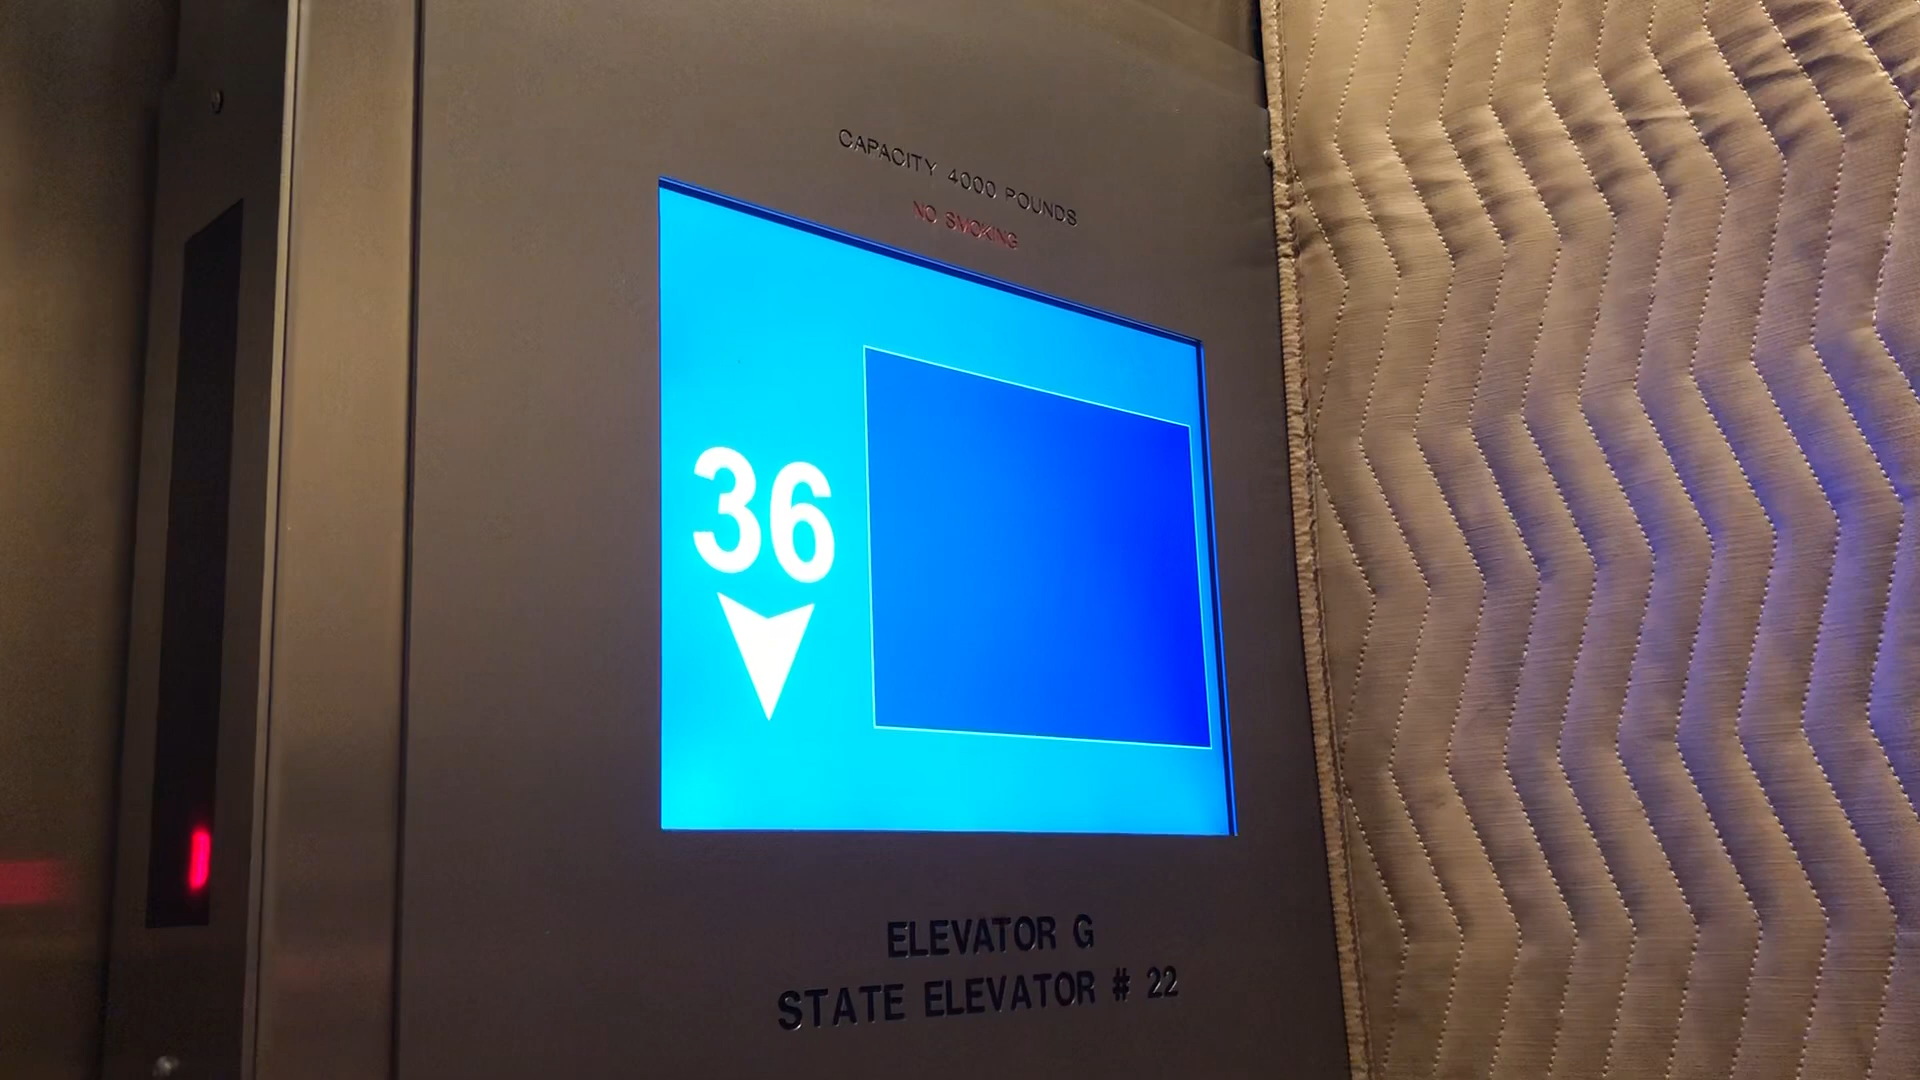 CAPACITY 4000 POUNDS
NO SMOKING
36
ELEVATOR G
STATE ELEVATOR # 22